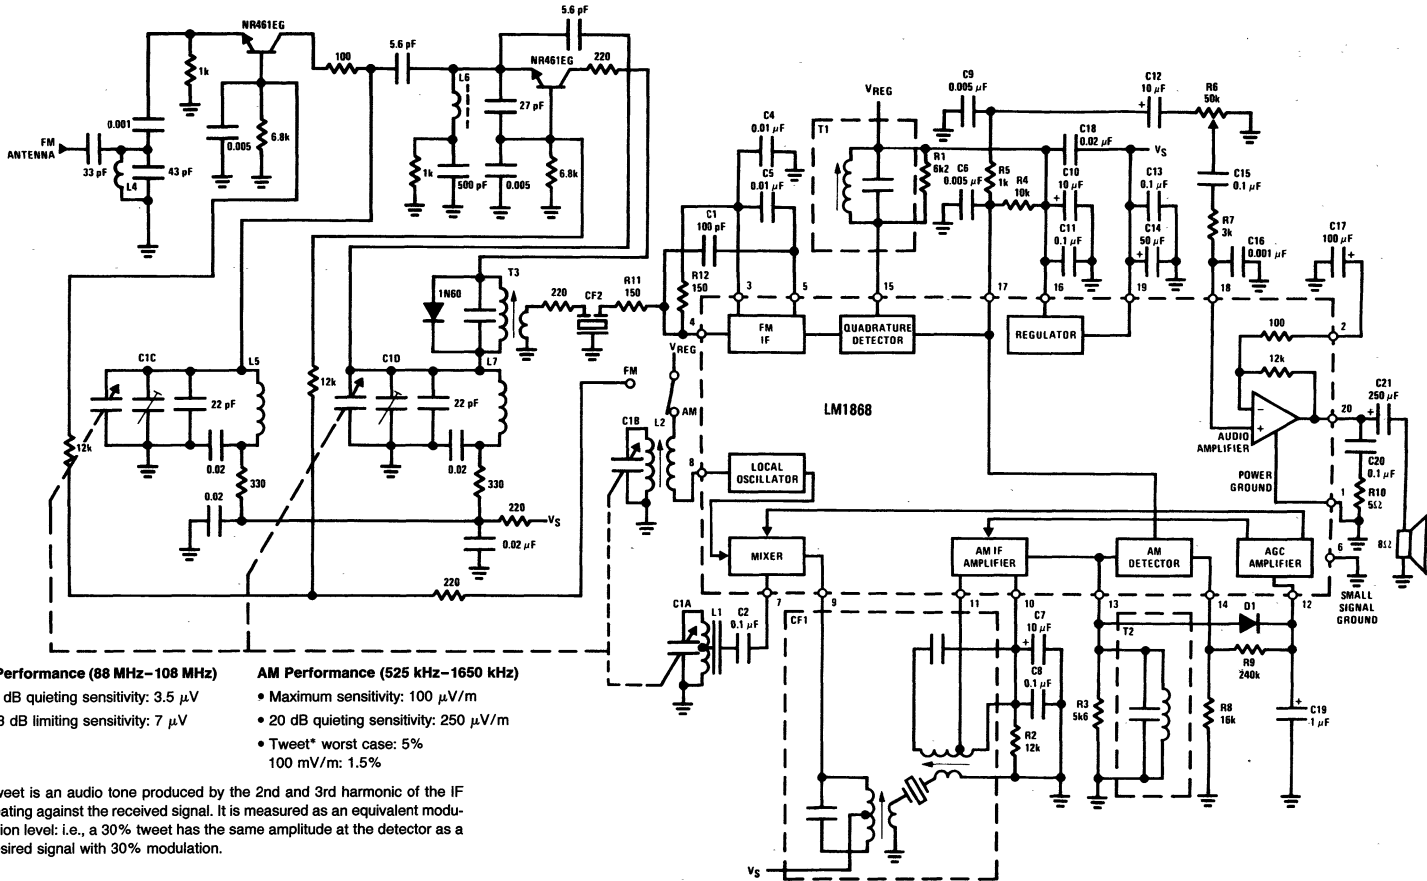 5.6 pF
NR461EG
5.6 pF
NR461EG
220
100
1k
L6
27 pF
0.001
0.005
6.8k
FM
ANTENNA
33 pF
L4
43 pF
1k
500 pF
0.005
6.8k
C9
0.005 μF
C12
10 μF
R6
50k
VREG
C4
0.01 μF
T1
C18
0.02 μF
VS
R1
6k2
C6
0.005 μF
R5
1k
R4
10k
C10
10 μF
C13
0.1 μF
C15
0.1 μF
C5
0.01 μF
C1
100 pF
C11
0.1 μF
C14
50 μF
R7
3k
C16
0.001 μF
C17
100 μF
T3
1N60
220
CF2
R11
150
R12
150
3
5
15
17
16
19
18
4
FM
IF
QUADRATURE
DETECTOR
REGULATOR
100
2
12k
VREG
FM
AM
C1C
L5
22 pF
12k
C1D
L7
22 pF
12k
0.02
330
0.02
330
0.02
220
VS
0.02 μF
220
LM1868
C1B
L2
8
LOCAL
OSCILLATOR
−
+
AUDIO
AMPLIFIER
20
C21
250 μF
C20
0.1 μF
R10
5Ω
POWER
GROUND
1
8Ω
MIXER
AM IF
AMPLIFIER
AM
DETECTOR
AGC
AMPLIFIER
6
SMALL
SIGNAL
GROUND
C1A
L1
C2
0.1 μF
7
9
11
10
13
14
12
CF1
C7
10 μF
C8
0.1 μF
R2
12k
T2
D1
R9
240k
R3
5k6
R8
16k
C19
1 μF
VS
Performance (88 MHz–108 MHz)
dB quieting sensitivity: 3.5 μV
3 dB limiting sensitivity: 7 μV
AM Performance (525 kHz–1650 kHz)
• Maximum sensitivity: 100 μV/m
• 20 dB quieting sensitivity: 250 μV/m
• Tweet* worst case: 5%
100 mV/m: 1.5%
weet is an audio tone produced by the 2nd and 3rd harmonic of the IF
eating against the received signal. It is measured as an equivalent modu-
tion level: i.e., a 30% tweet has the same amplitude at the detector as a
esired signal with 30% modulation.